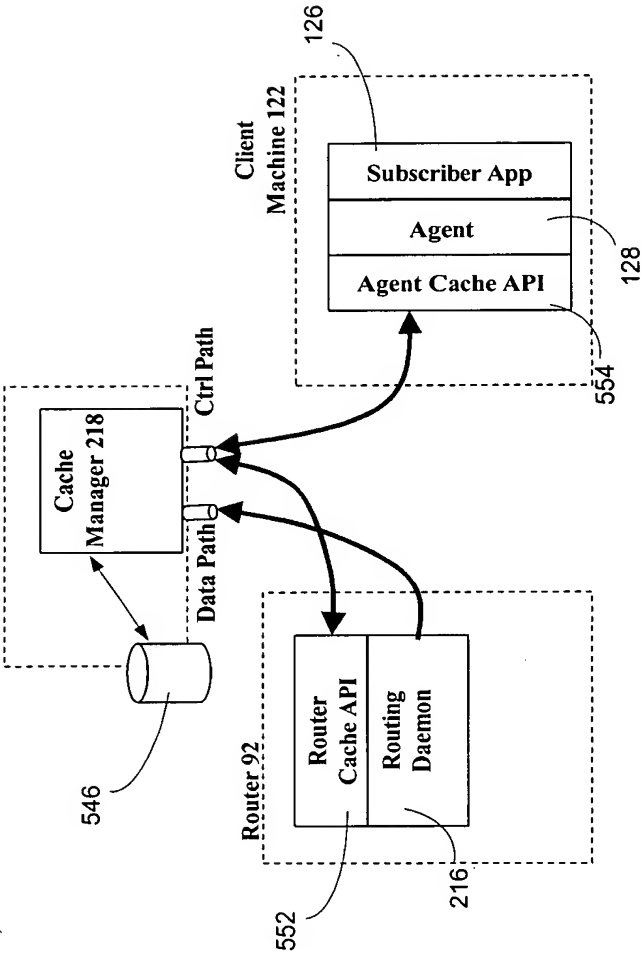 Cache
Manager 218
546
Data Path
Ctrl Path
Router 92
Router
Cache API
Routing
Daemon
552
216
Client
Machine 122
126
Subscriber App
Agent
Agent Cache API
128
554